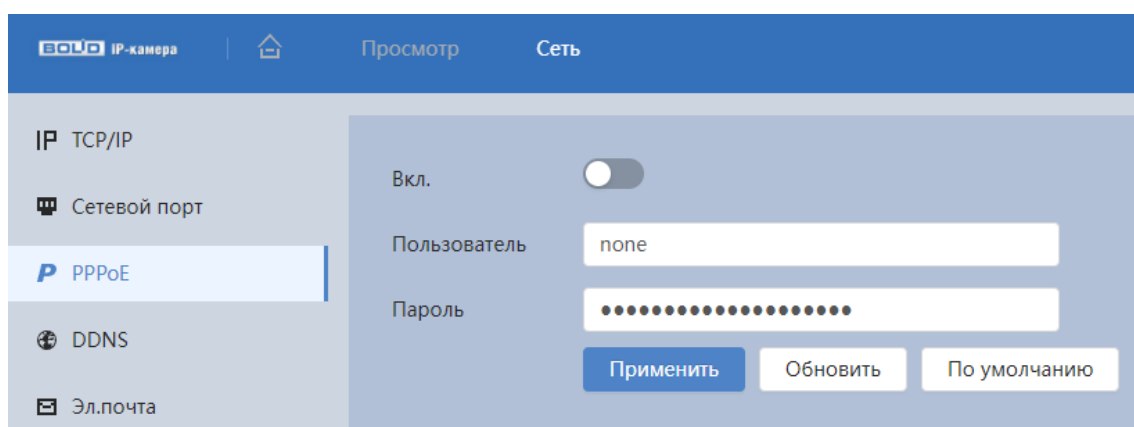 BOLID IP-камера Просмотр Сеть
IP TCP/IP
Сетевой порт
P PPPoE
DDNS
Эл.почта
Вкл.
Пользователь none
Пароль ••••••••••••••••••••
Применить Обновить По умолчанию